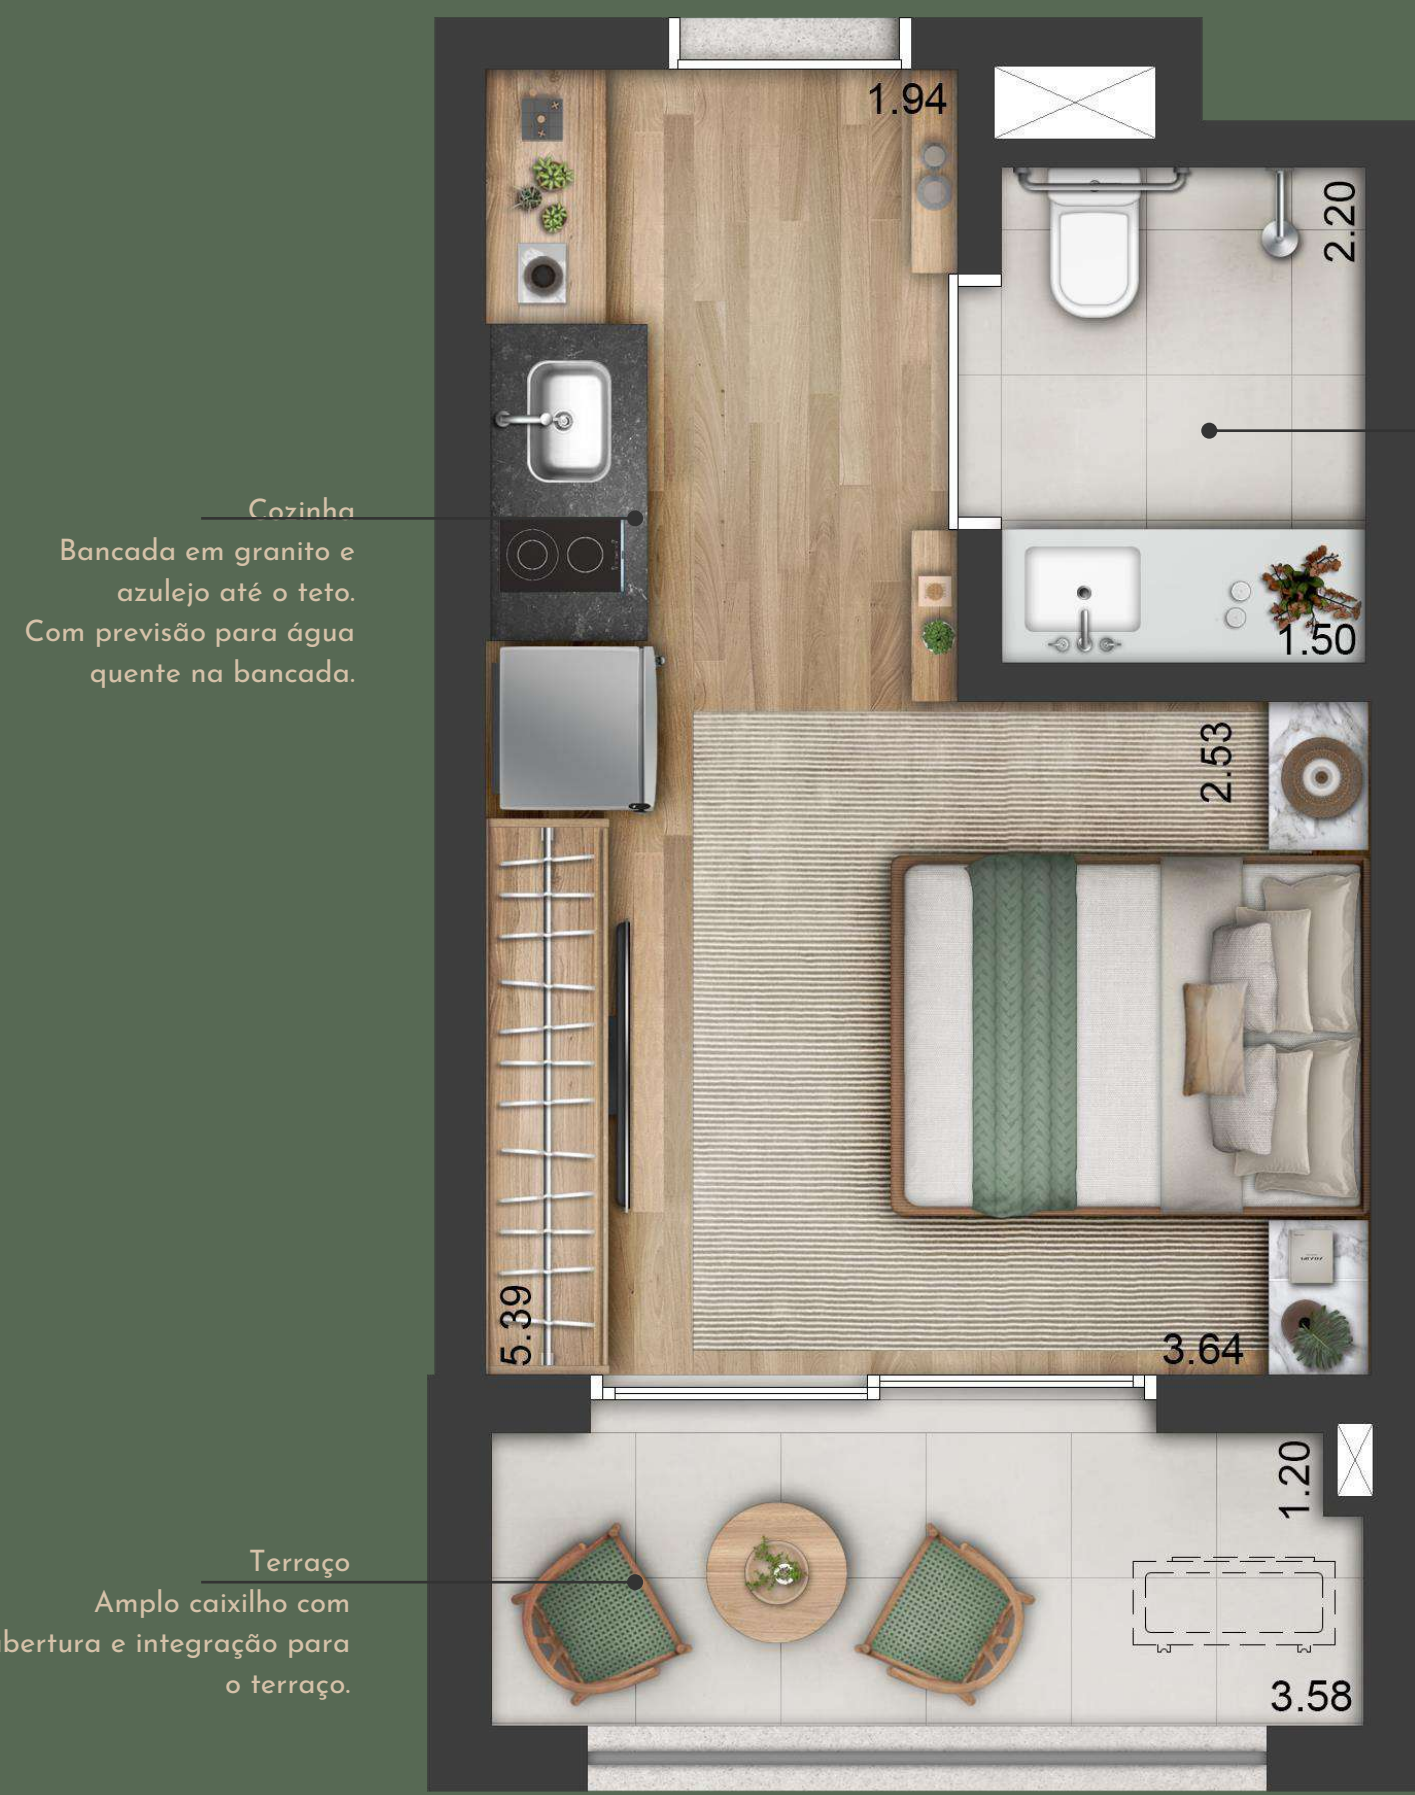 1.94
2.20
Cozinha
Bancada em granito e
azulejo até o teto.
Com previsão para água
quente na bancada.
1.50
2.53
5.39
3.64
1.20
Terraço
Amplo caixilho com
bertura e integração para
o terraço.
3.58